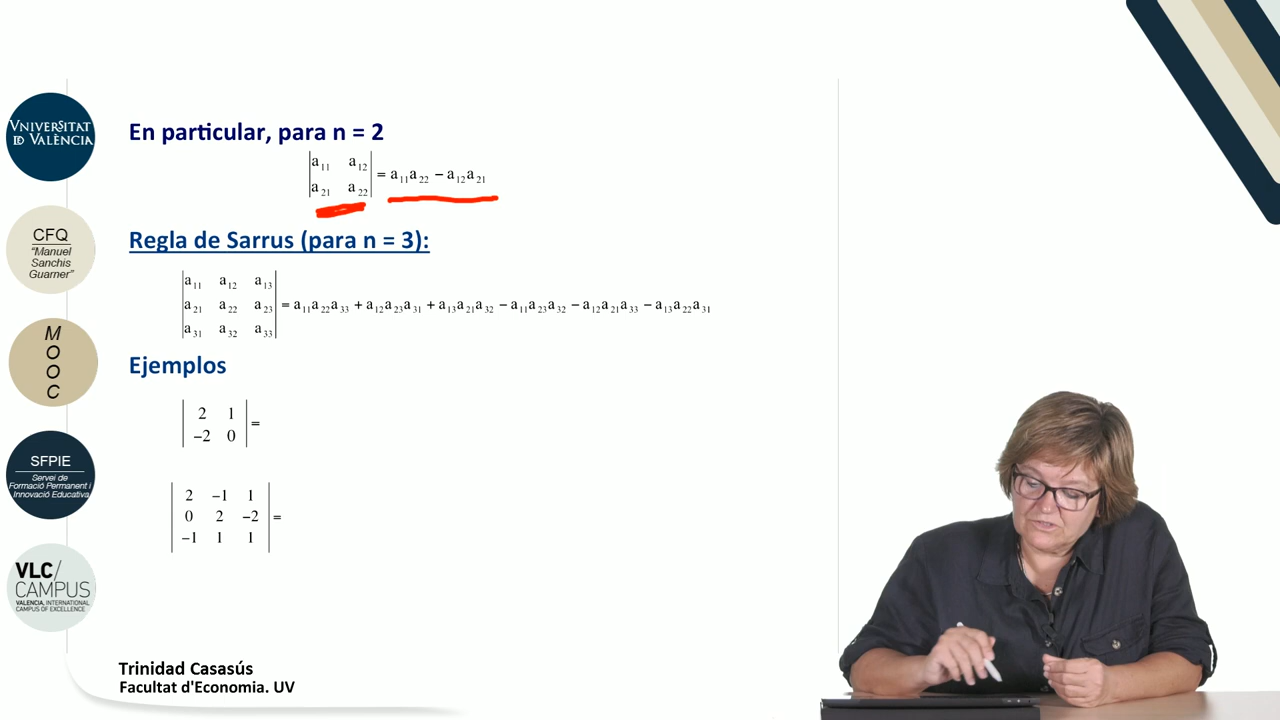 VNIVERSITAT
ID VALÈNCIA
CFQ
"Manuel
Sanchis
Guarner"
M
O
O
C
SFPIE
Servei de
Formació Permanent i
Innovació Educativa
VLC/
CAMPUS
VALENCIA, INTERNATIONAL
CAMPUS OF EXCELLENCE
En particular, para n = 2
|a₁₁ a₁₂|
|a₂₁ a₂₂| = a₁₁a₂₂ − a₁₂a₂₁
Regla de Sarrus (para n = 3):
|a₁₁ a₁₂ a₁₃|
|a₂₁ a₂₂ a₂₃| = a₁₁a₂₂a₃₃ + a₁₂a₂₃a₃₁ + a₁₃a₂₁a₃₂ − a₁₁a₂₃a₃₂ − a₁₂a₂₁a₃₃ − a₁₃a₂₂a₃₁
|a₃₁ a₃₂ a₃₃|
Ejemplos
|2 1|
|−2 0| =
|2 −1 1|
|0 2 −2| =
|−1 1 1|
Trinidad Casasús
Facultat d'Economia. UV